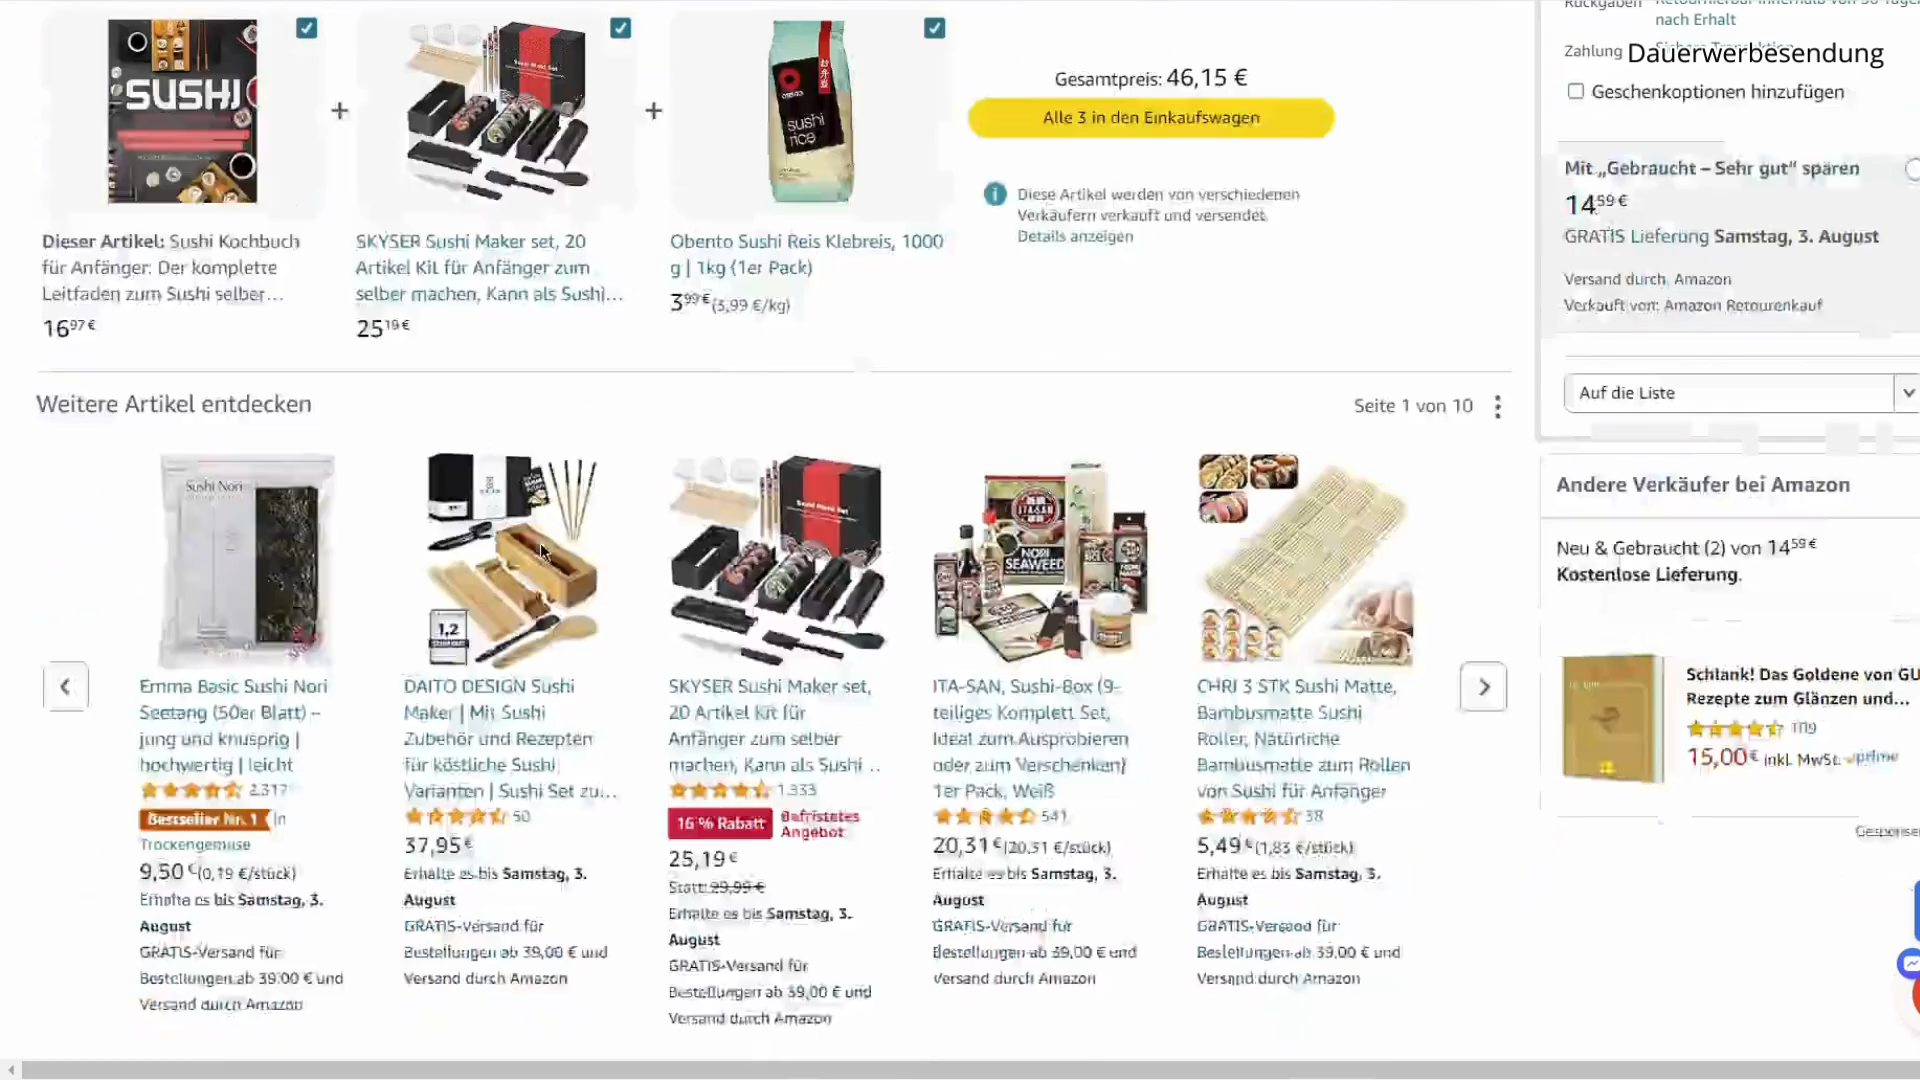 Rückgaben
nach Erhalt
Zahlung
Dauerwerbesendung
Geschenkoptionen hinzufügen
SUSHI
+
+
sushi
rice
Gesamtpreis: 46,15 €
Alle 3 in den Einkaufswagen
Diese Artikel werden von verschiedenen
Verkäufern verkauft und versendet.
Details anzeigen
Dieser Artikel: Sushi Kochbuch
für Anfänger: Der komplette
Leitfaden zum Sushi selber...
16,97 €
SKYSER Sushi Maker set, 20
Artikel Kit für Anfänger zum
selber machen, Kann als Sushi...
25,19 €
Obento Sushi Reis Klebreis, 1000
g | 1kg (1er Pack)
3,99 € (3,99 €/kg)
Mit „Gebraucht – Sehr gut“ sparen
14,59 €
GRATIS Lieferung Samstag, 3. August
Versand durch: Amazon
Verkauft von: Amazon Retourenkauf
Auf die Liste
Weitere Artikel entdecken
Seite 1 von 10
Sushi Nori
1,2
ITA-SAN
NORI
SEAWEED
Emma Basic Sushi Nori
Seetang (50er Blatt) –
jung und knusprig |
hochwertig | leicht
2.317
Bestseller Nr. 1 in
Trockengemüse
9,50 € (0,19 €/stück)
Erhalte es bis Samstag, 3.
August
GRATIS-Versand für
Bestellungen ab 39,00 € und
Versand durch Amazon
DAITO DESIGN Sushi
Maker | Mit Sushi
Zubehör und Rezepten
für köstliche Sushi
Varianten | Sushi Set zu...
50
37,95 €
Erhalte es bis Samstag, 3.
August
GRATIS-Versand für
Bestellungen ab 39,00 € und
Versand durch Amazon
SKYSER Sushi Maker set,
20 Artikel Kit für
Anfänger zum selber
machen, Kann als Sushi ...
1.333
16 % Rabatt Befristetes
Angebot
25,19 €
Statt: 29,99 €
Erhalte es bis Samstag, 3.
August
GRATIS-Versand für
Bestellungen ab 39,00 € und
Versand durch Amazon
ITA-SAN, Sushi-Box (9-
teiliges Komplett Set,
Ideal zum Ausprobieren
oder zum Verschenken)
1er Pack, Weiß
541
20,31 € (20,31 €/stück)
Erhalte es bis Samstag, 3.
August
GRATIS-Versand für
Bestellungen ab 39,00 € und
Versand durch Amazon
CHRI 3 STK Sushi Matte,
Bambusmatte Sushi
Roller, Natürliche
Bambusmatte zum Rollen
von Sushi für Anfänger
38
5,49 € (1,83 €/stück)
Erhalte es bis Samstag, 3.
August
GRATIS-Versand für
Bestellungen ab 39,00 € und
Versand durch Amazon
Andere Verkäufer bei Amazon
Neu & Gebraucht (2) von 14,59 €
Kostenlose Lieferung.
Schlank! Das Goldene von GU
Rezepte zum Glänzen und...
15,00 € inkl. MwSt. prime